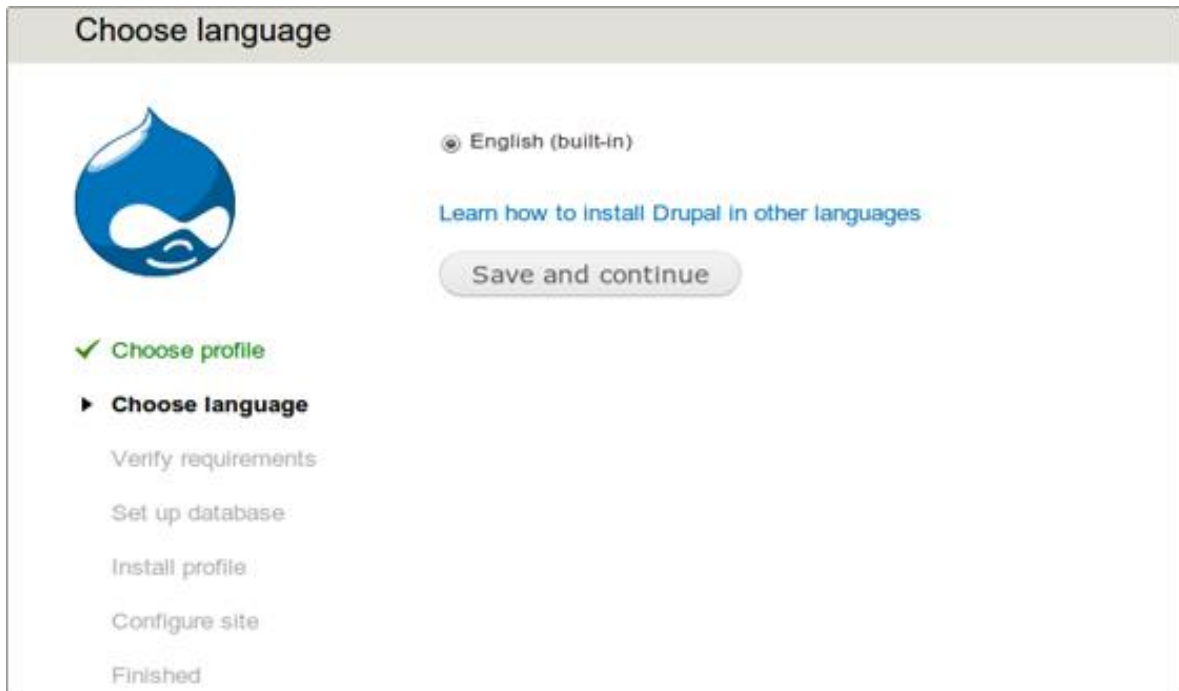 Choose language
English (built-in)
Learn how to install Drupal in other languages
Save and continue
Choose profile
Choose language
Verify requirements
Set up database
Install profile
Configure site
Finished